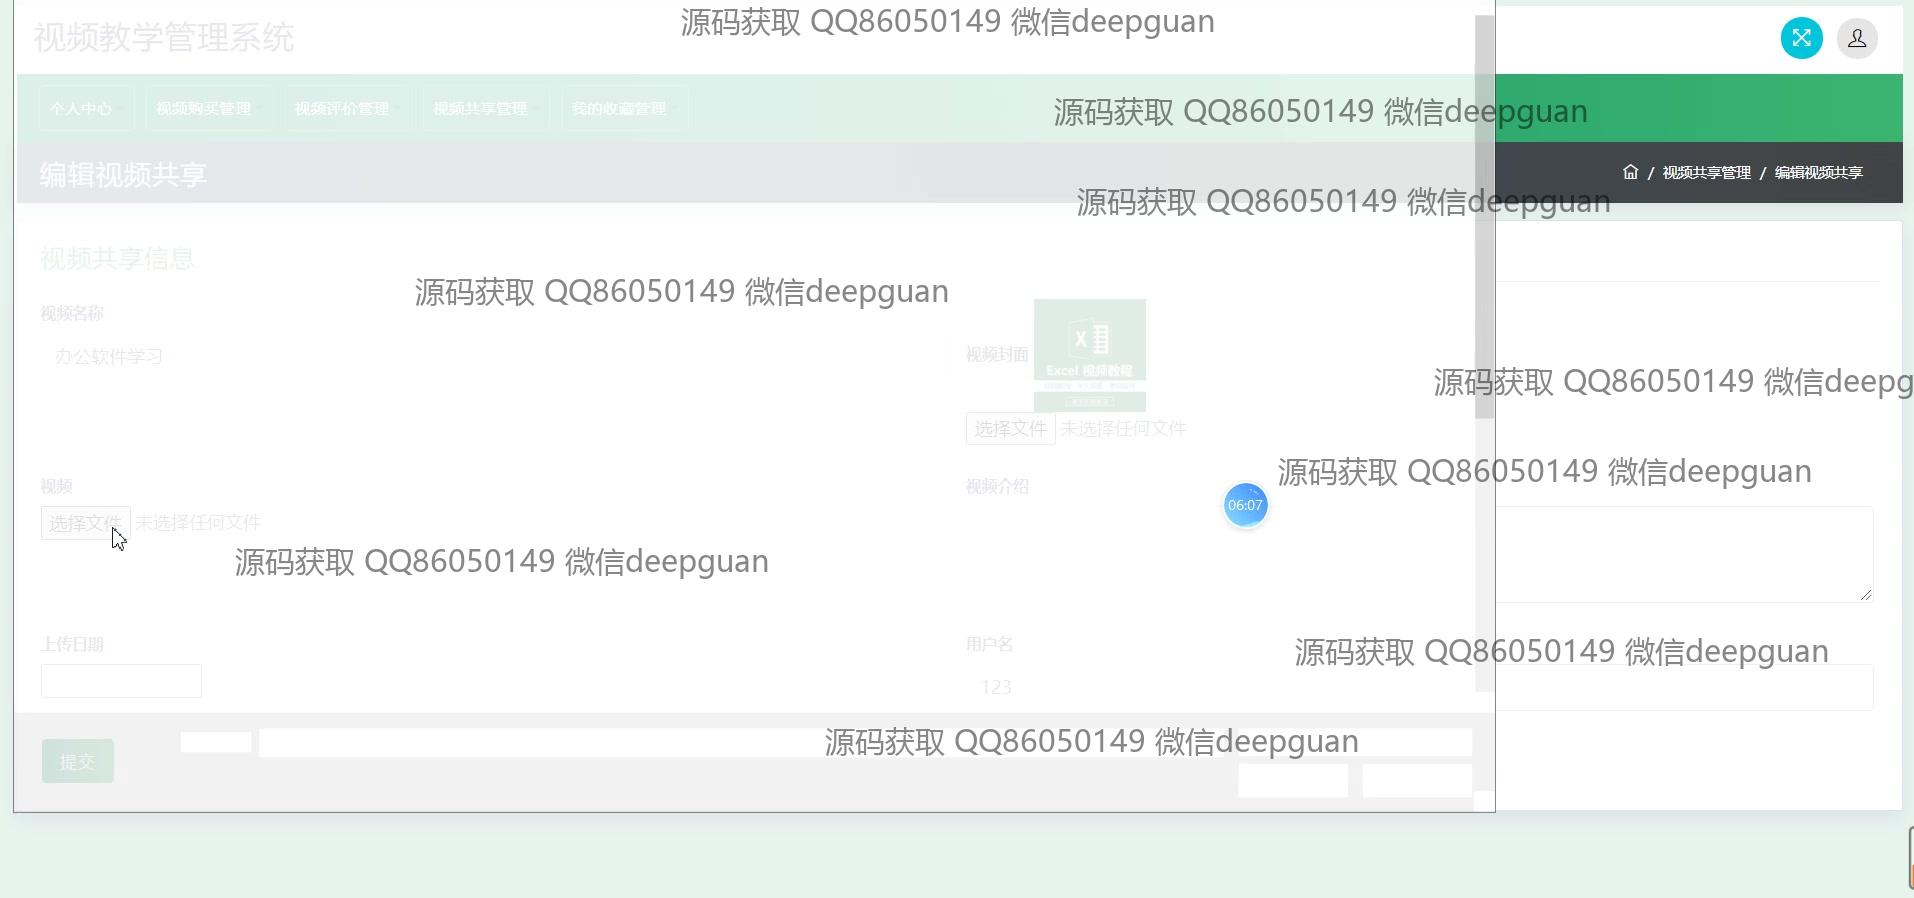 源码获取 QQ86050149 微信deepguan
视频教学管理系统
个人中心 视频购买管理 视频评价管理 视频共享管理 我的收藏管理
源码获取 QQ86050149 微信deepguan
编辑视频共享
/ 视频共享管理 / 编辑视频共享
源码获取 QQ86050149 微信deepguan
视频共享信息
源码获取 QQ86050149 微信deepguan
视频名称
办公软件学习
视频封面
Excel 视频教程
源码获取 QQ86050149 微信deepg
选择文件 未选择任何文件
源码获取 QQ86050149 微信deepguan
视频
视频介绍
06:07
选择文件 未选择任何文件
源码获取 QQ86050149 微信deepguan
上传日期
用户名
源码获取 QQ86050149 微信deepguan
123
源码获取 QQ86050149 微信deepguan
提交